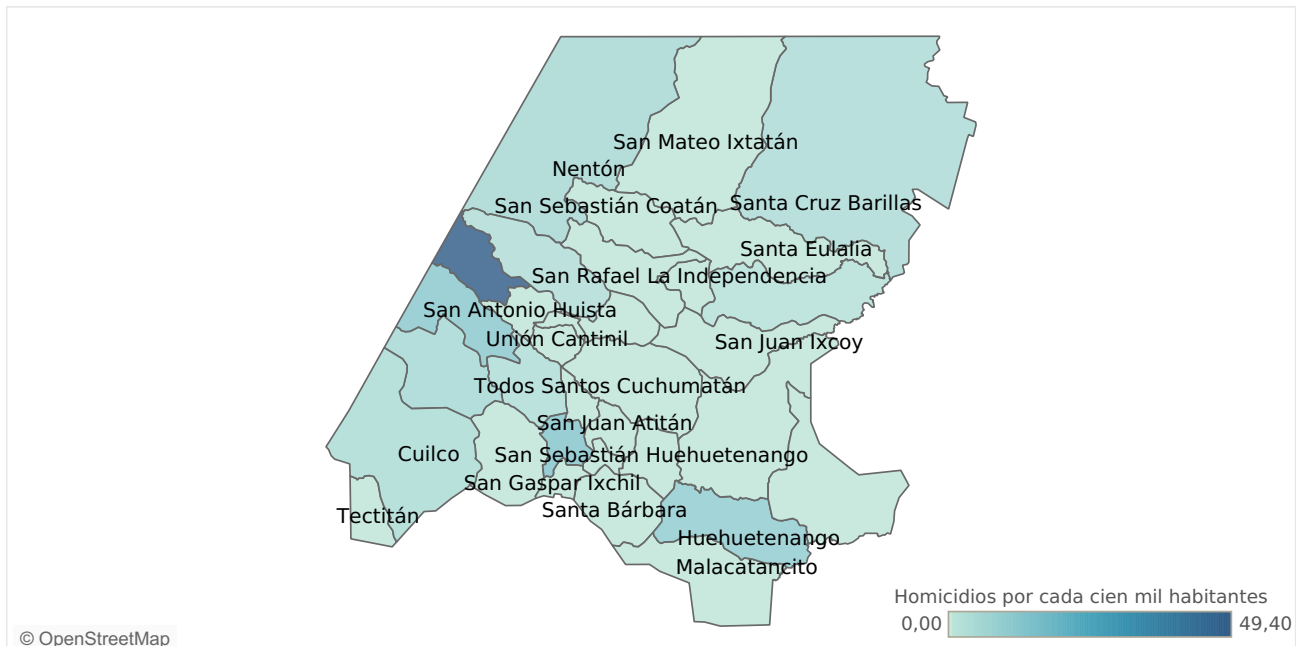 San Mateo Ixtatán
Nentón
San Sebastián Coatán
Santa Cruz Barillas
Santa Eulalia
San Rafael La Independencia
San Antonio Huista
Unión Cantinil
San Juan Ixcoy
Todos Santos Cuchumatán
San Juan Atitán
Cuilco
San Sebastián Huehuetenango
San Gaspar Ixchil
Santa Bárbara
Tectitán
Huehuetenango
Malacatancito
Homicidios por cada cien mil habitantes
0,00
49,40
© OpenStreetMap